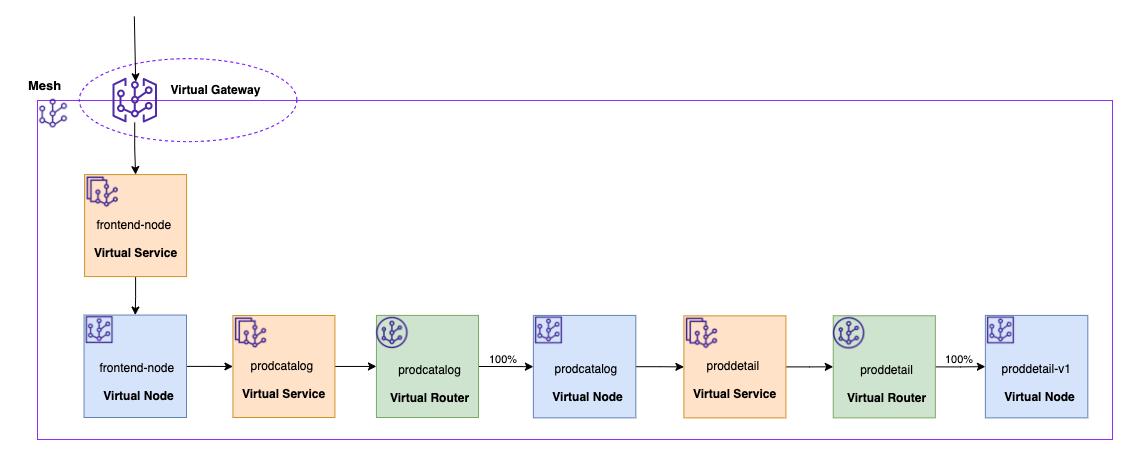 Mesh
Virtual Gateway
frontend-node
Virtual Service
frontend-node
Virtual Node
prodcatalog
Virtual Service
prodcatalog
Virtual Router
100%
prodcatalog
Virtual Node
proddetail
Virtual Service
proddetail
Virtual Router
100%
proddetail-v1
Virtual Node